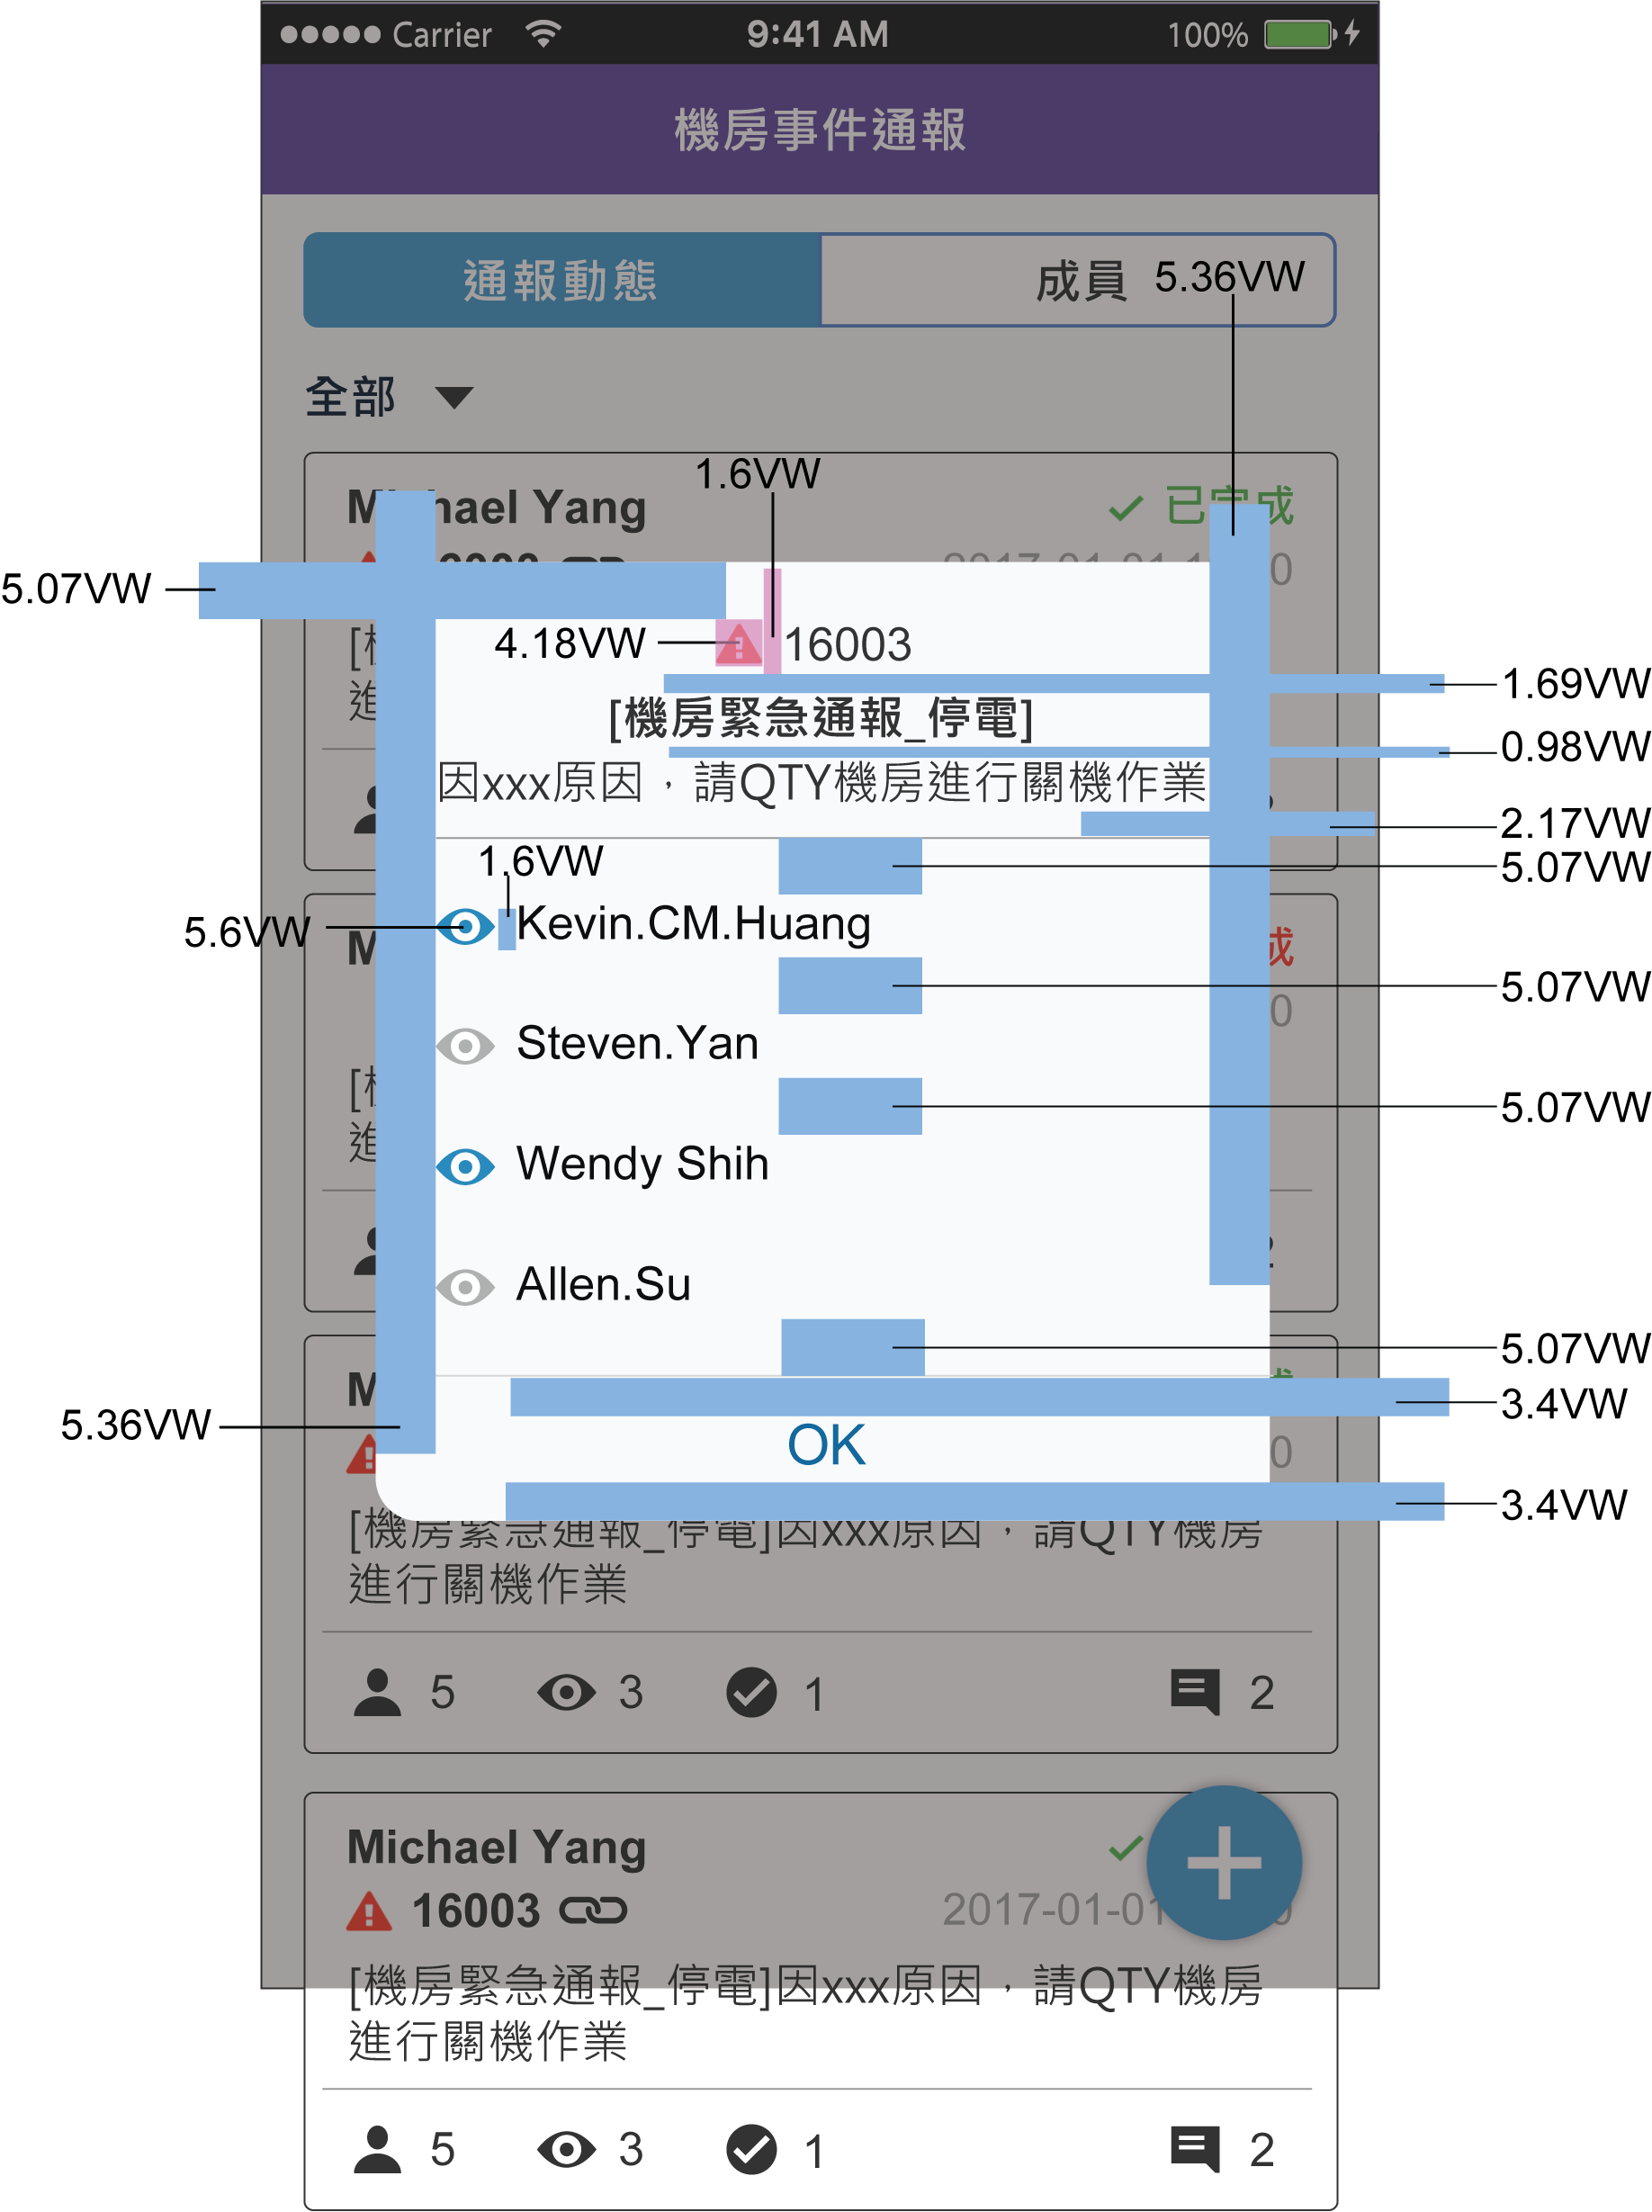 Carrier 9:41 AM 100%
機房事件通報
通報動態 成員 5.36VW
全部
1.6VW
Michael Yang 已完成
5.07VW
4.18VW 16003
1.69VW
[機房緊急通報_停電]
0.98VW
因xxx原因，請QTY機房進行關機作業
2.17VW
1.6VW 5.07VW
5.6VW Kevin.CM.Huang
5.07VW
Steven.Yan
5.07VW
Wendy Shih
Allen.Su
5.07VW
3.4VW
5.36VW
OK
3.4VW
[機房緊急通報_停電]因xxx原因，請QTY機房
進行關機作業
5 3 1 2
Michael Yang
16003 2017-01-01
[機房緊急通報_停電]因xxx原因，請QTY機房
進行關機作業
5 3 1 2